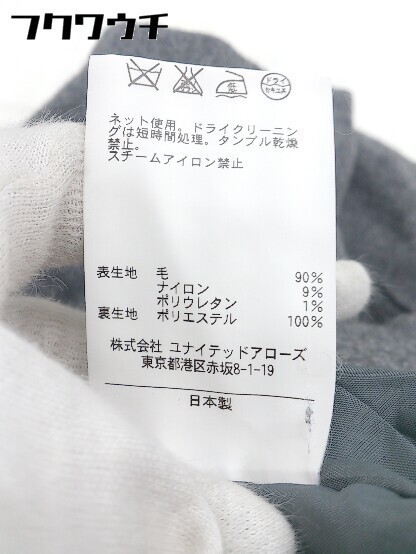 フクワウチ
ドライ
セキユ系
ネット使用。ドライクリーニン
グは短時間処理。タンブル乾燥
禁止。
スチームアイロン禁止
表生地 毛 90%
ナイロン 9%
ポリウレタン 1%
裏生地 ポリエステル 100%
株式会社 ユナイテッドアローズ
東京都港区赤坂8-1-19
日本製